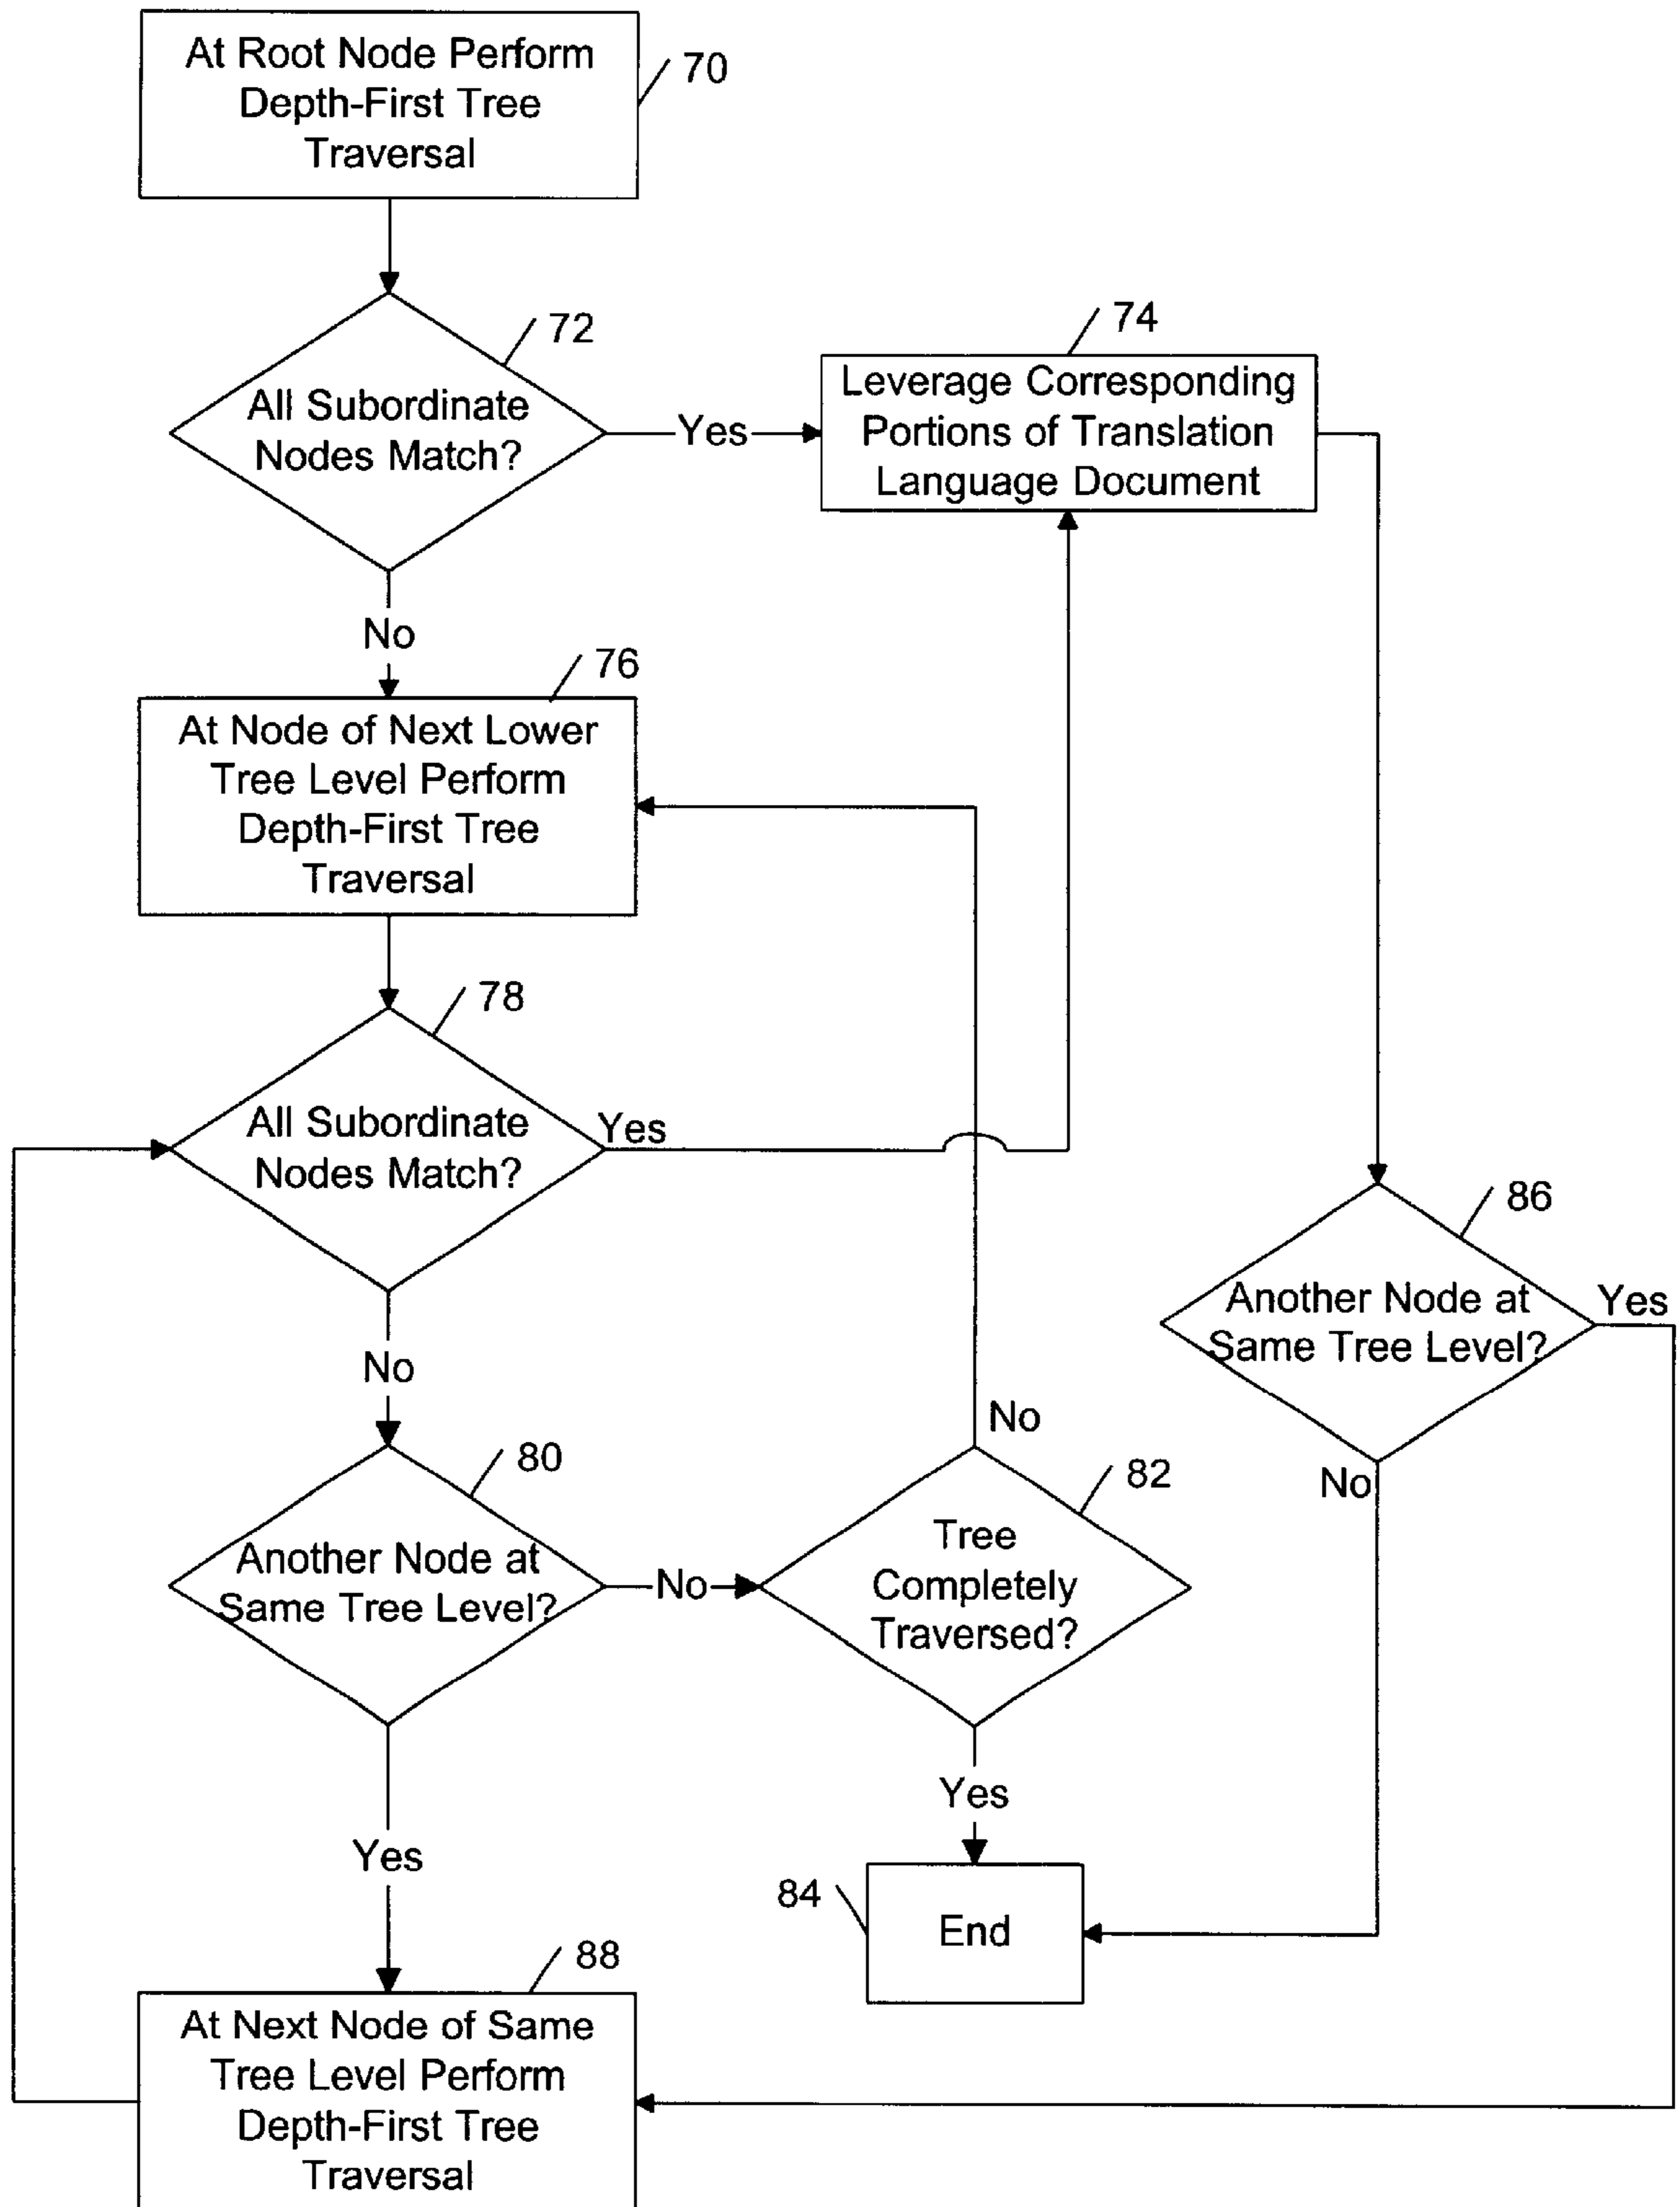 At Root Node Perform
Depth-First Tree
Traversal
70
72
All Subordinate
Nodes Match?
Yes
74
Leverage Corresponding
Portions of Translation
Language Document
No
76
At Node of Next Lower
Tree Level Perform
Depth-First Tree
Traversal
78
All Subordinate
Nodes Match?
Yes
86
Another Node at
Same Tree Level?
Yes
No
No
80
Another Node at
Same Tree Level?
No
82
Tree
Completely
Traversed?
No
Yes
84
End
Yes
88
At Next Node of Same
Tree Level Perform
Depth-First Tree
Traversal